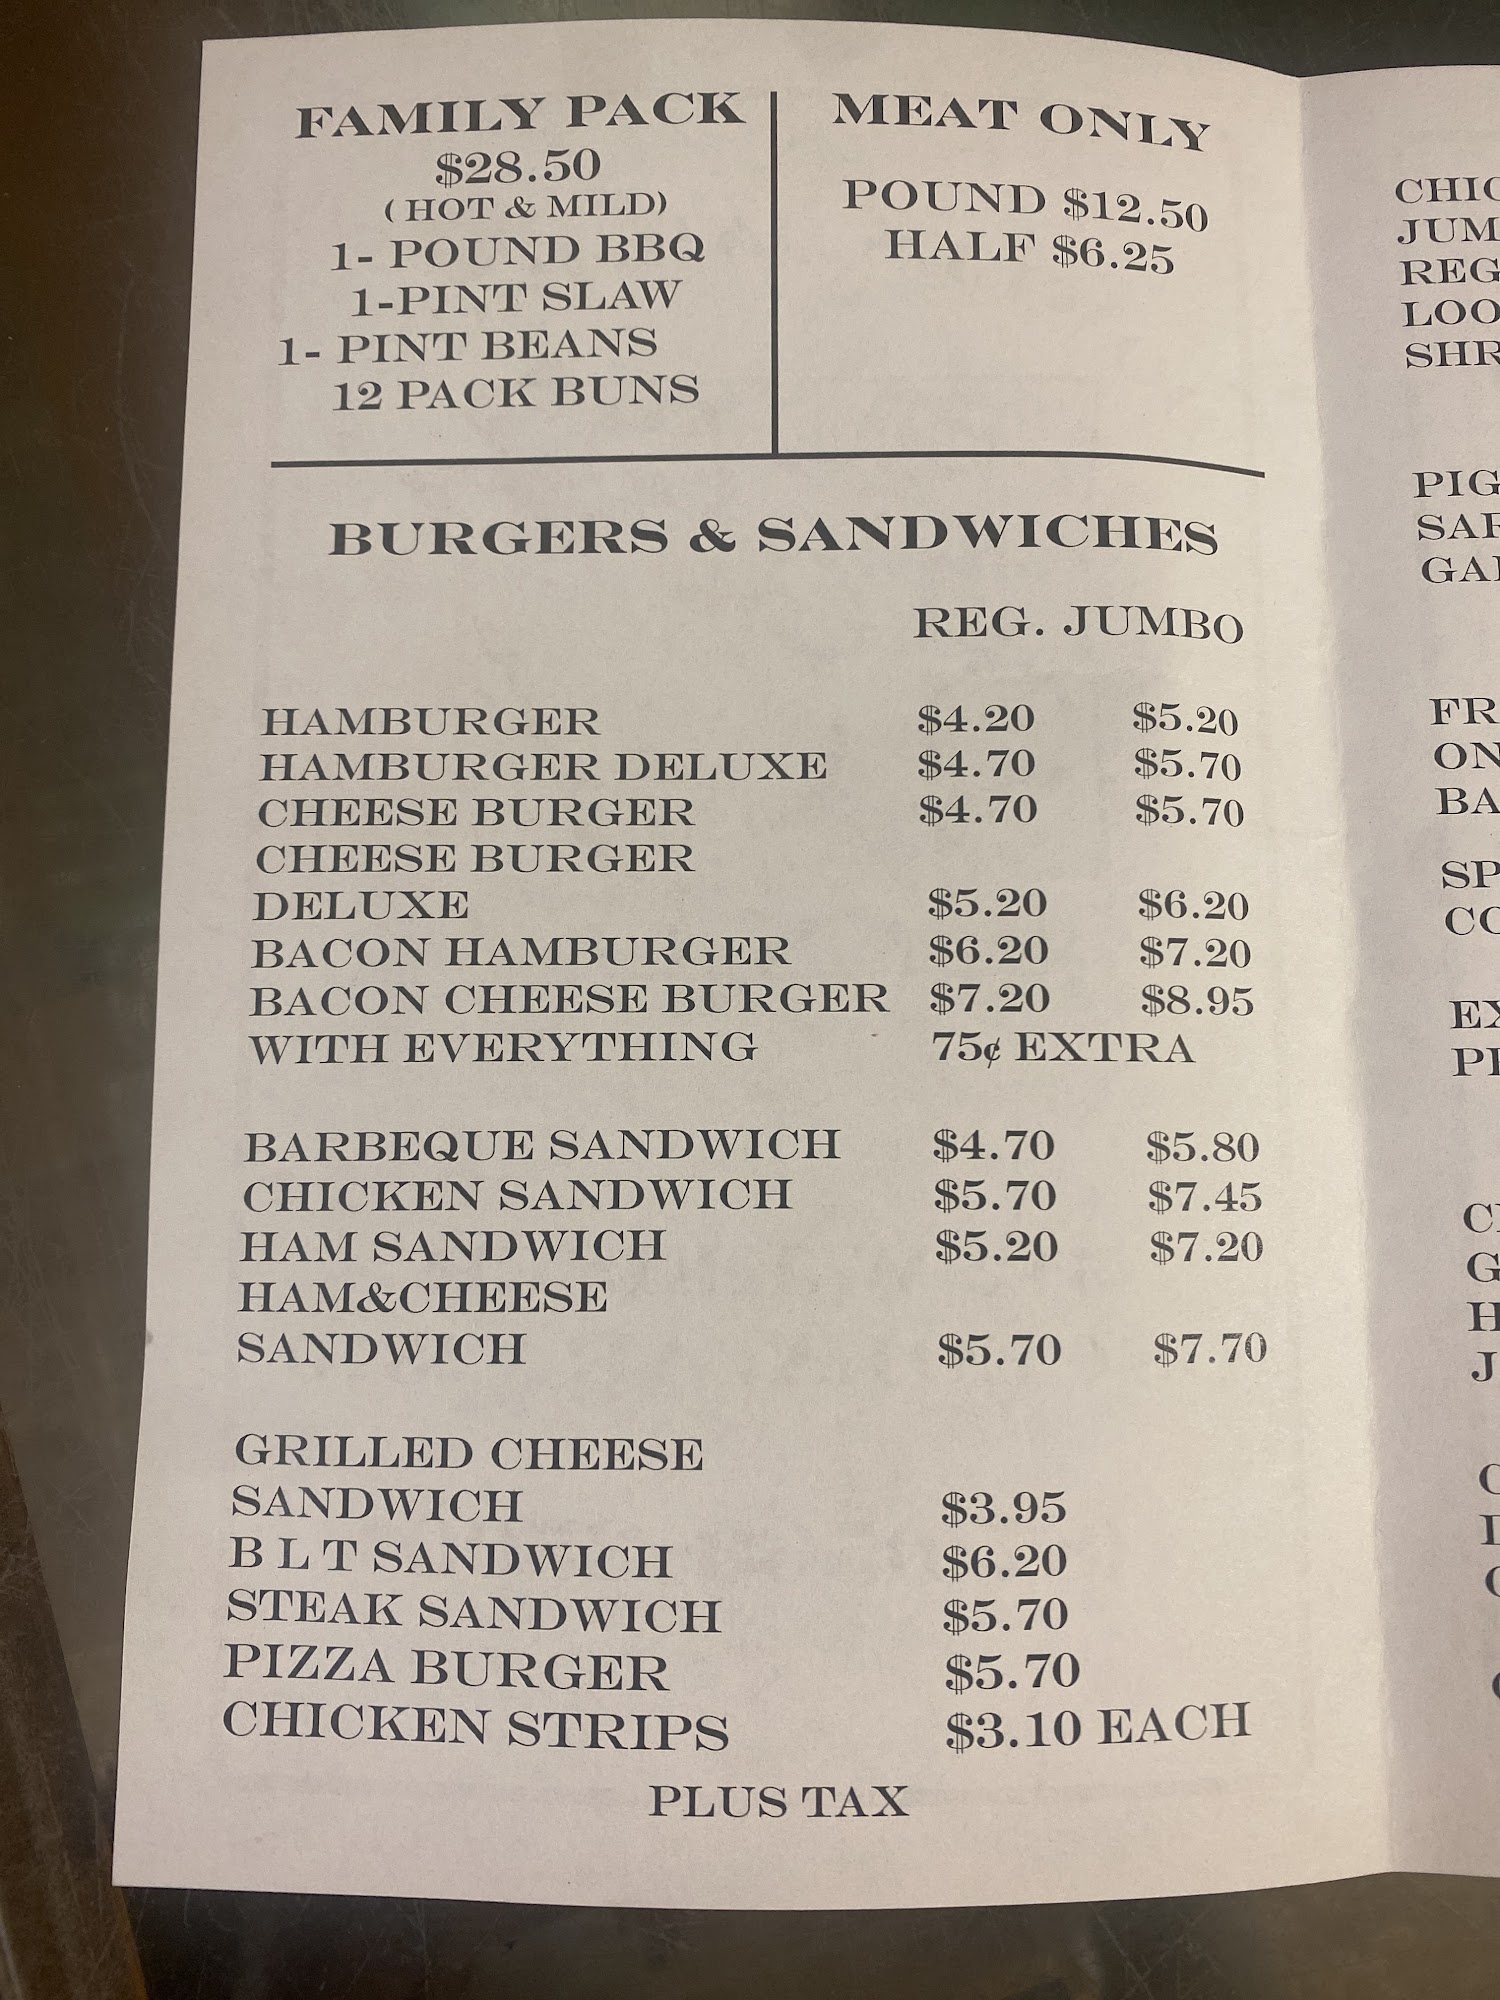 FAMILY PACK
$28.50
( HOT & MILD)
1- POUND BBQ
1-PINT SLAW
1- PINT BEANS
12 PACK BUNS
MEAT ONLY
POUND $12.50
HALF $6.25
BURGERS & SANDWICHES
REG. JUMBO
HAMBURGER $4.20 $5.20
HAMBURGER DELUXE $4.70 $5.70
CHEESE BURGER $4.70 $5.70
CHEESE BURGER
DELUXE $5.20 $6.20
BACON HAMBURGER $6.20 $7.20
BACON CHEESE BURGER $7.20 $8.95
WITH EVERYTHING 75¢ EXTRA
BARBEQUE SANDWICH $4.70 $5.80
CHICKEN SANDWICH $5.70 $7.45
HAM SANDWICH $5.20 $7.20
HAM&CHEESE
SANDWICH $5.70 $7.70
GRILLED CHEESE
SANDWICH $3.95
B L T SANDWICH $6.20
STEAK SANDWICH $5.70
PIZZA BURGER $5.70
CHICKEN STRIPS $3.10 EACH
PLUS TAX